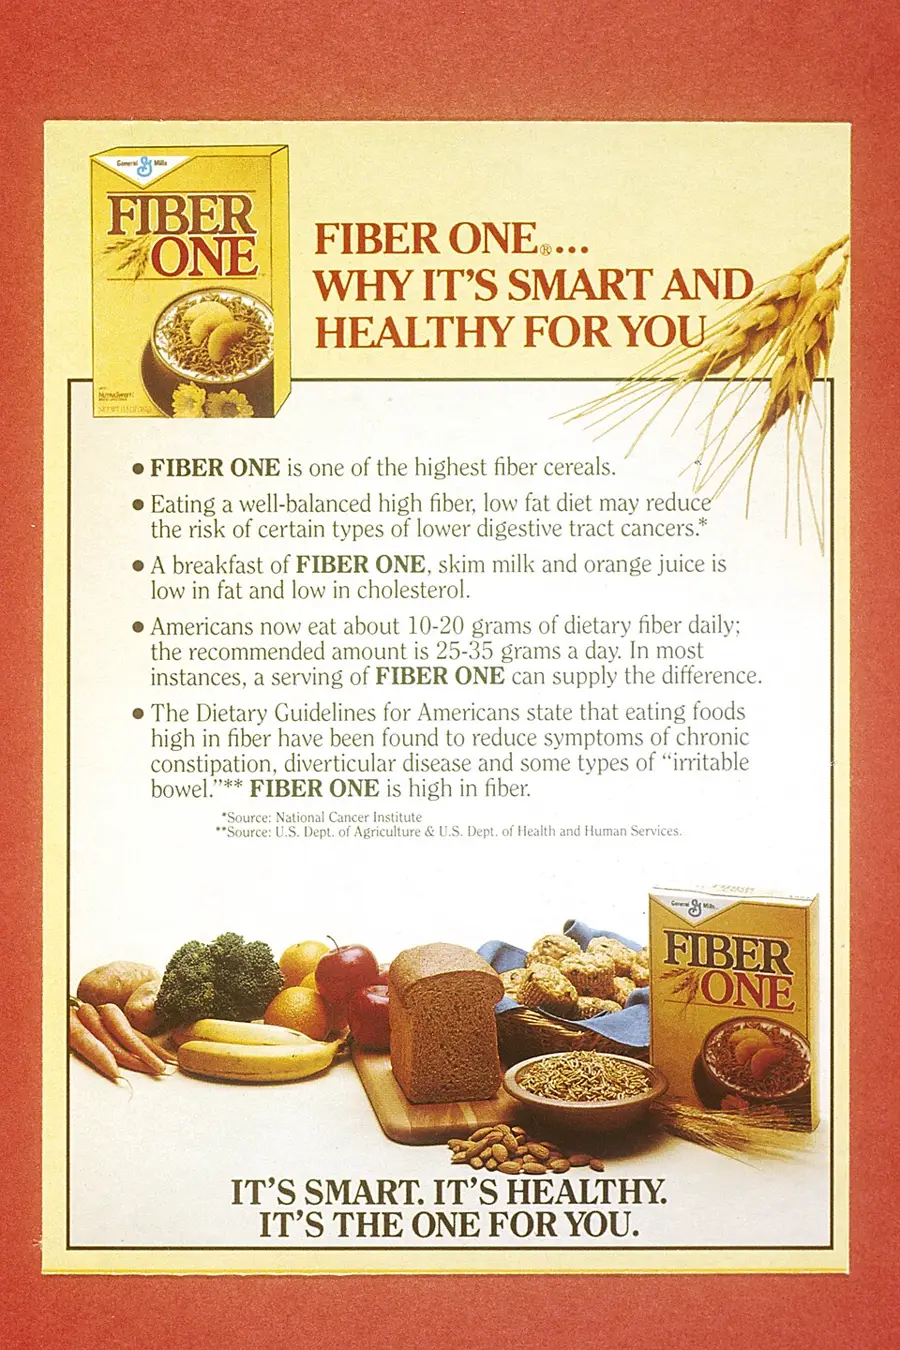 General Mills
FIBER
ONE
NutraSweet
FIBER ONE®...
WHY IT'S SMART AND
HEALTHY FOR YOU
● FIBER ONE is one of the highest fiber cereals.
● Eating a well-balanced high fiber, low fat diet may reduce
the risk of certain types of lower digestive tract cancers.*
● A breakfast of FIBER ONE, skim milk and orange juice is
low in fat and low in cholesterol.
● Americans now eat about 10-20 grams of dietary fiber daily;
the recommended amount is 25-35 grams a day. In most
instances, a serving of FIBER ONE can supply the difference.
● The Dietary Guidelines for Americans state that eating foods
high in fiber have been found to reduce symptoms of chronic
constipation, diverticular disease and some types of "irritable
bowel."** FIBER ONE is high in fiber.
*Source: National Cancer Institute
**Source: U.S. Dept. of Agriculture & U.S. Dept. of Health and Human Services.
General Mills
FIBER
ONE
IT'S SMART. IT'S HEALTHY.
IT'S THE ONE FOR YOU.